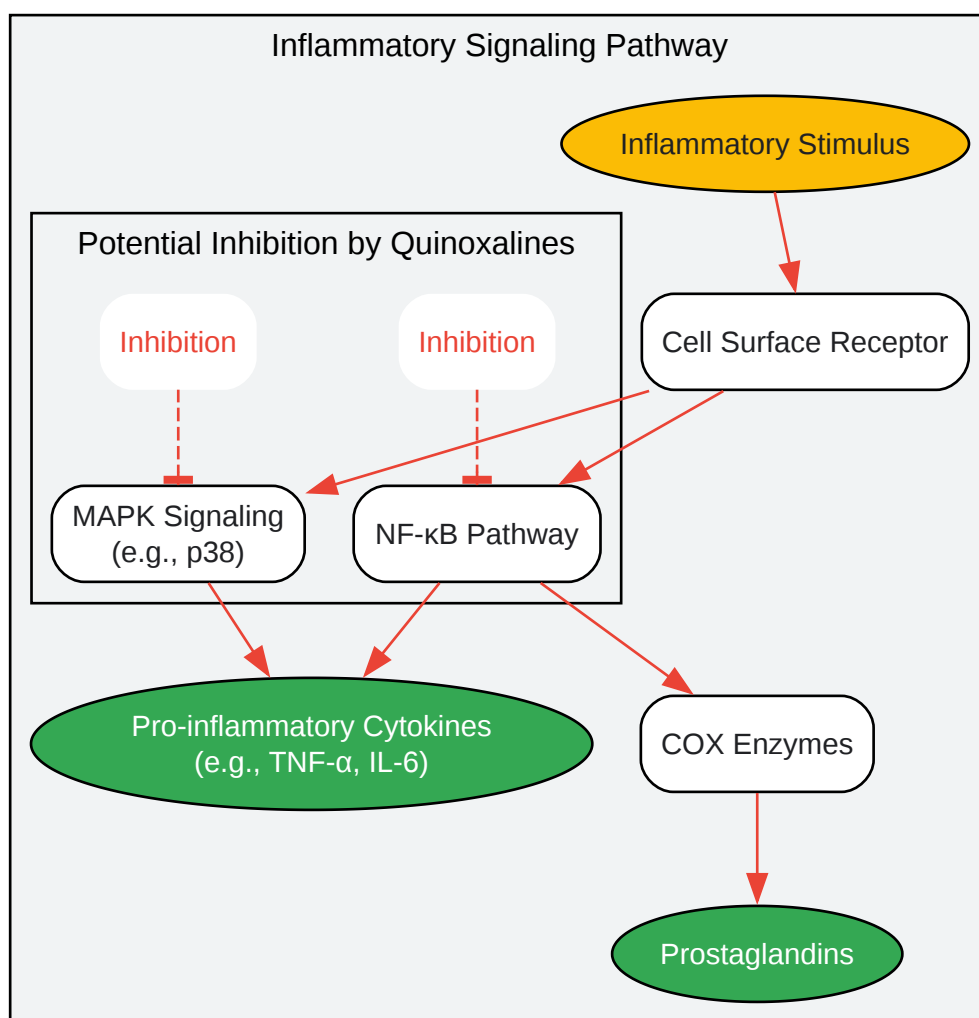 Inflammatory Signaling Pathway
Inflammatory Stimulus
Potential Inhibition by Quinoxalines
Inhibition
Inhibition
Cell Surface Receptor
MAPK Signaling
(e.g., p38)
NF-κB Pathway
Pro-inflammatory Cytokines
(e.g., TNF-α, IL-6)
COX Enzymes
Prostaglandins